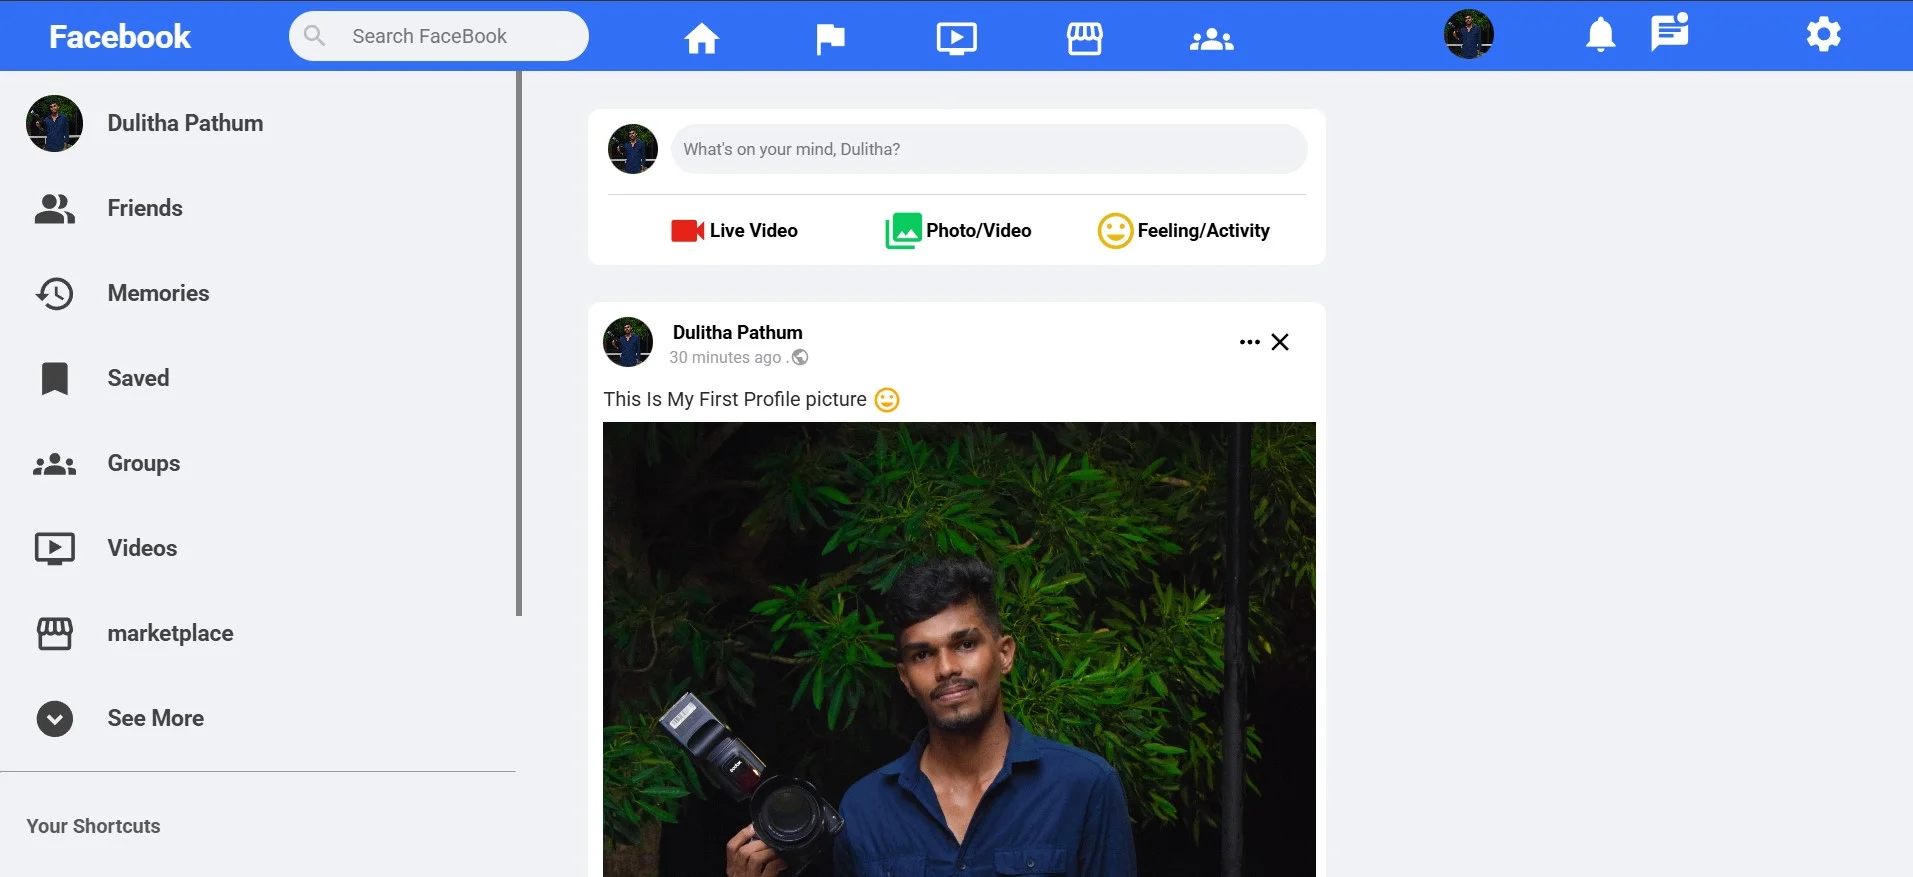 Facebook
Search FaceBook
Dulitha Pathum
Friends
Memories
Saved
Groups
Videos
marketplace
See More
Your Shortcuts
What's on your mind, Dulitha?
Live Video
Photo/Video
Feeling/Activity
Dulitha Pathum
30 minutes ago .
This Is My First Profile picture
Godox